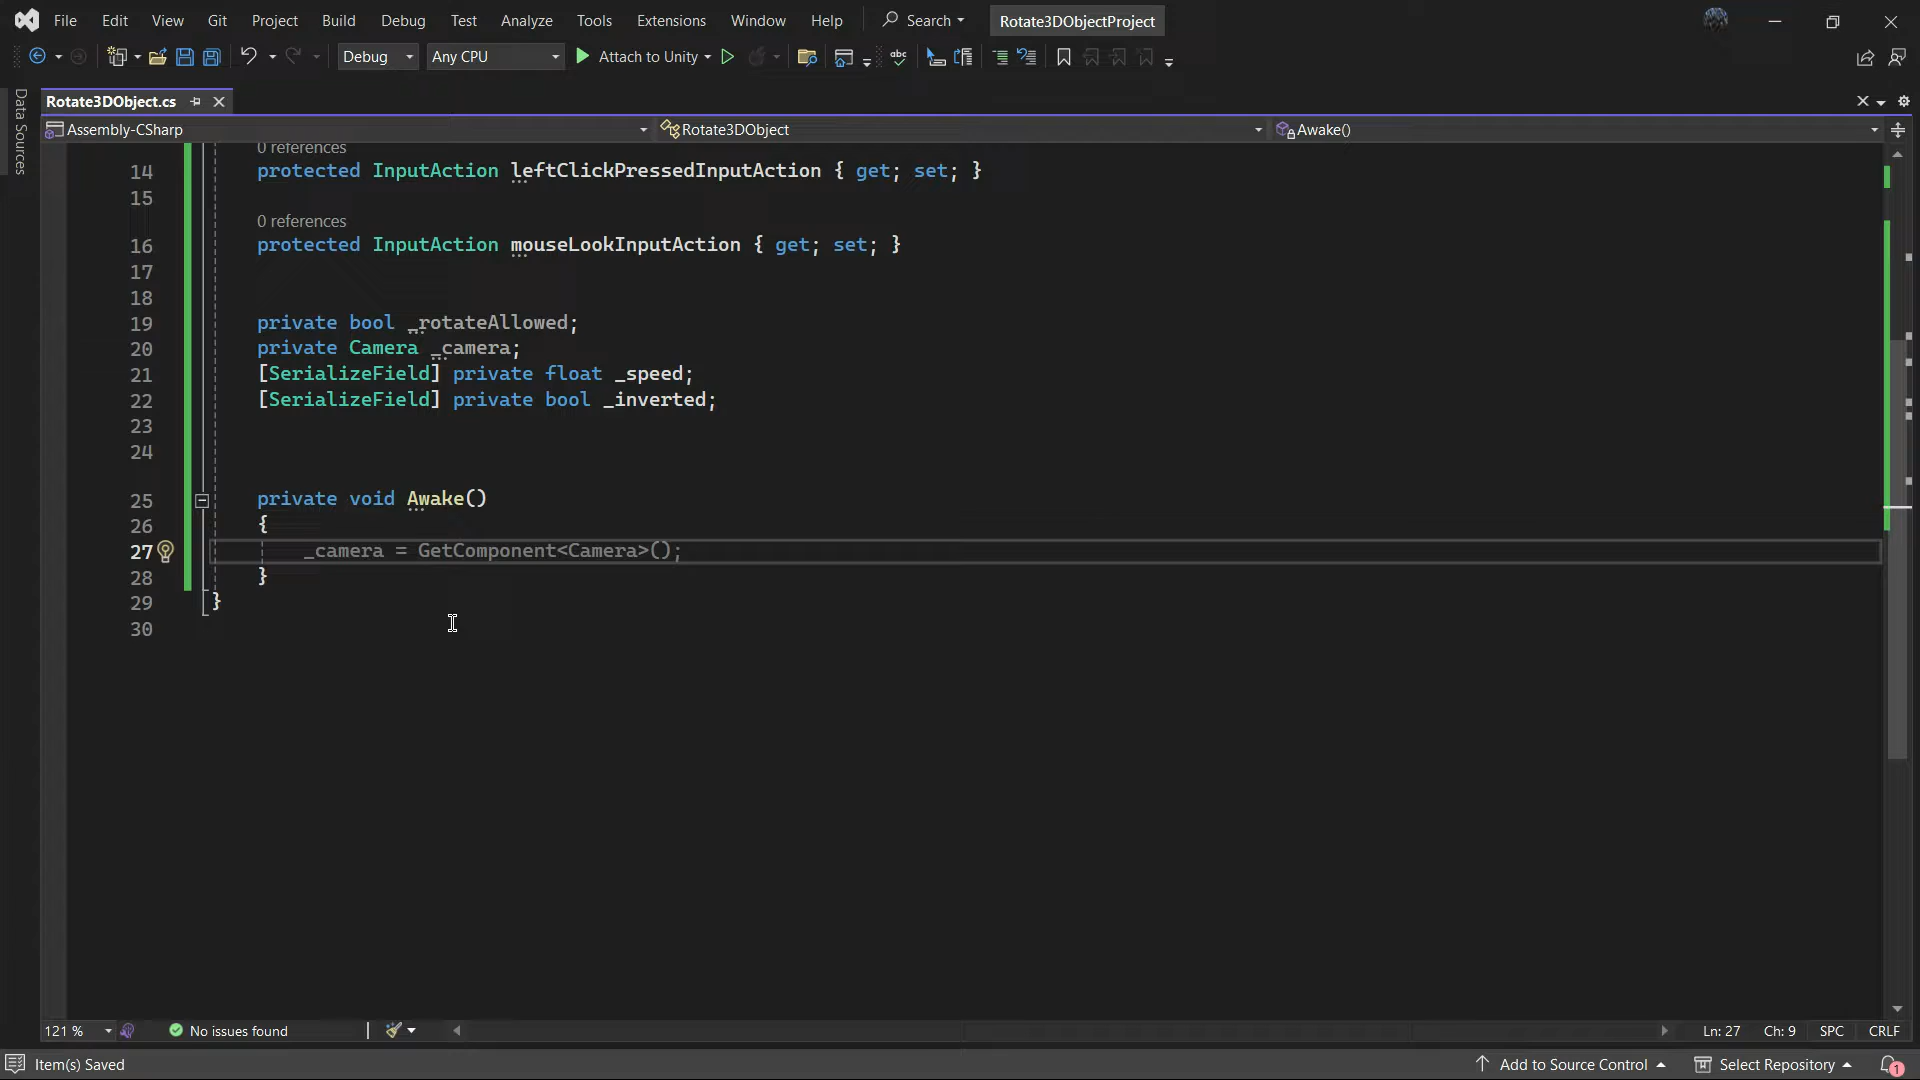 File Edit View Git Project Build Debug Test Analyze Tools Extensions Window Help Search Rotate3DObjectProject
Debug Any CPU Attach to Unity
Data Sources
Rotate3DObject.cs
Assembly-CSharp Rotate3DObject Awake()
0 references
14 protected InputAction leftClickPressedInputAction { get; set; }
15
0 references
16 protected InputAction mouseLookInputAction { get; set; }
17
18
19 private bool _rotateAllowed;
20 private Camera _camera;
21 [SerializeField] private float _speed;
22 [SerializeField] private bool _inverted;
23
24
25 private void Awake()
26 {
27 _camera = GetComponent<Camera>();
28 }
29 }
30
121 % No issues found Ln: 27 Ch: 9 SPC CRLF
Item(s) Saved Add to Source Control Select Repository 1